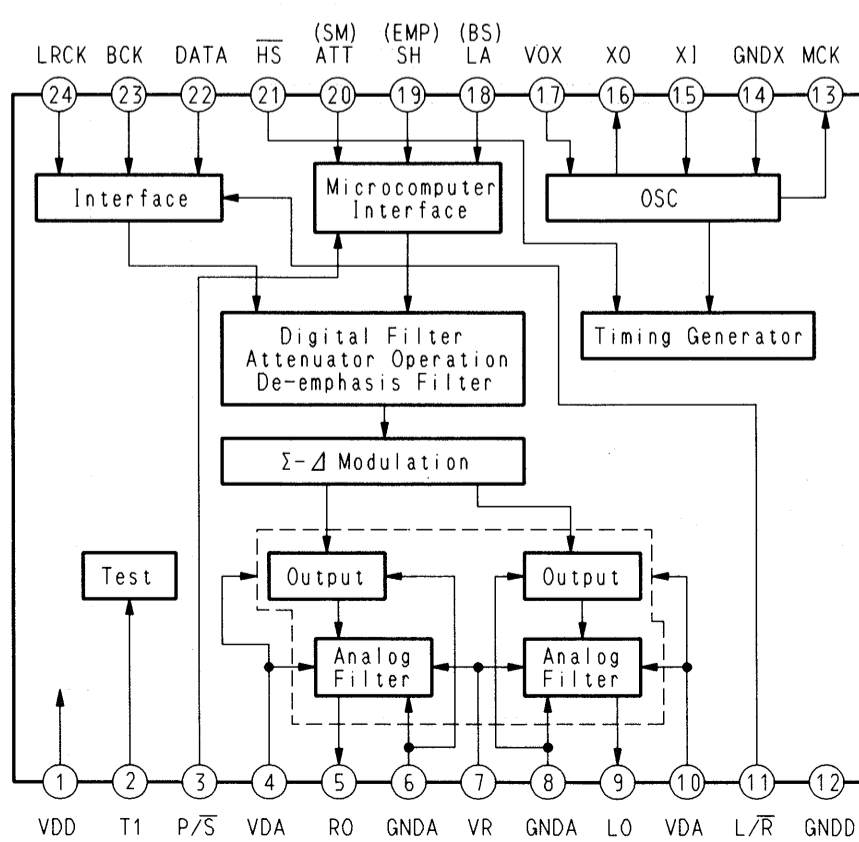 (SM) (EMP) (BS)
LRCK BCK DATA H̅S̅ ATT SH LA VOX XO XI GNDX MCK
24 23 22 21 20 19 18 17 16 15 14 13
Interface
Microcomputer
Interface
OSC
Digital Filter
Attenuator Operation
De-emphasis Filter
Timing Generator
Σ-Δ Modulation
Test
Output
Output
Analog
Filter
Analog
Filter
1 2 3 4 5 6 7 8 9 10 11 12
VDD T1 P/S̅ VDA RO GNDA VR GNDA LO VDA L/R̅ GNDD